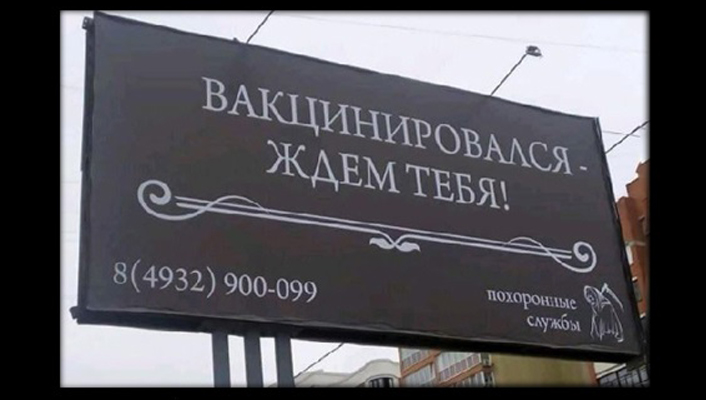 ВАКЦИНИРОВАЛСЯ -
ЖДЕМ ТЕБЯ!
8(4932) 900-099
похоронные
службы